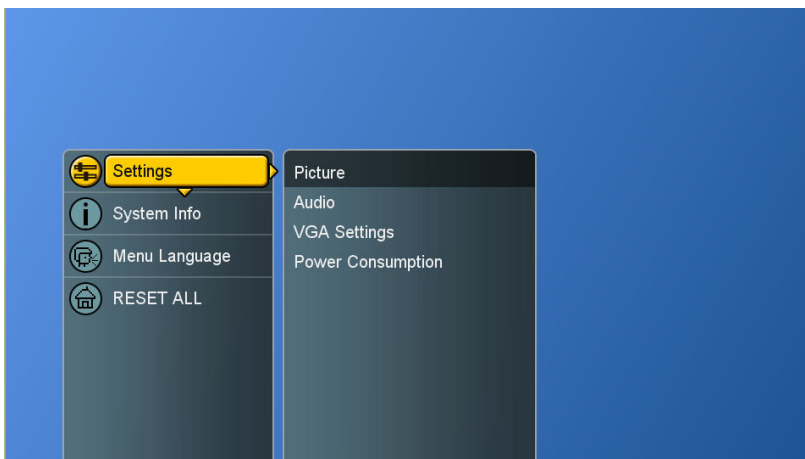 Settings
System Info
Menu Language
RESET ALL
Picture
Audio
VGA Settings
Power Consumption